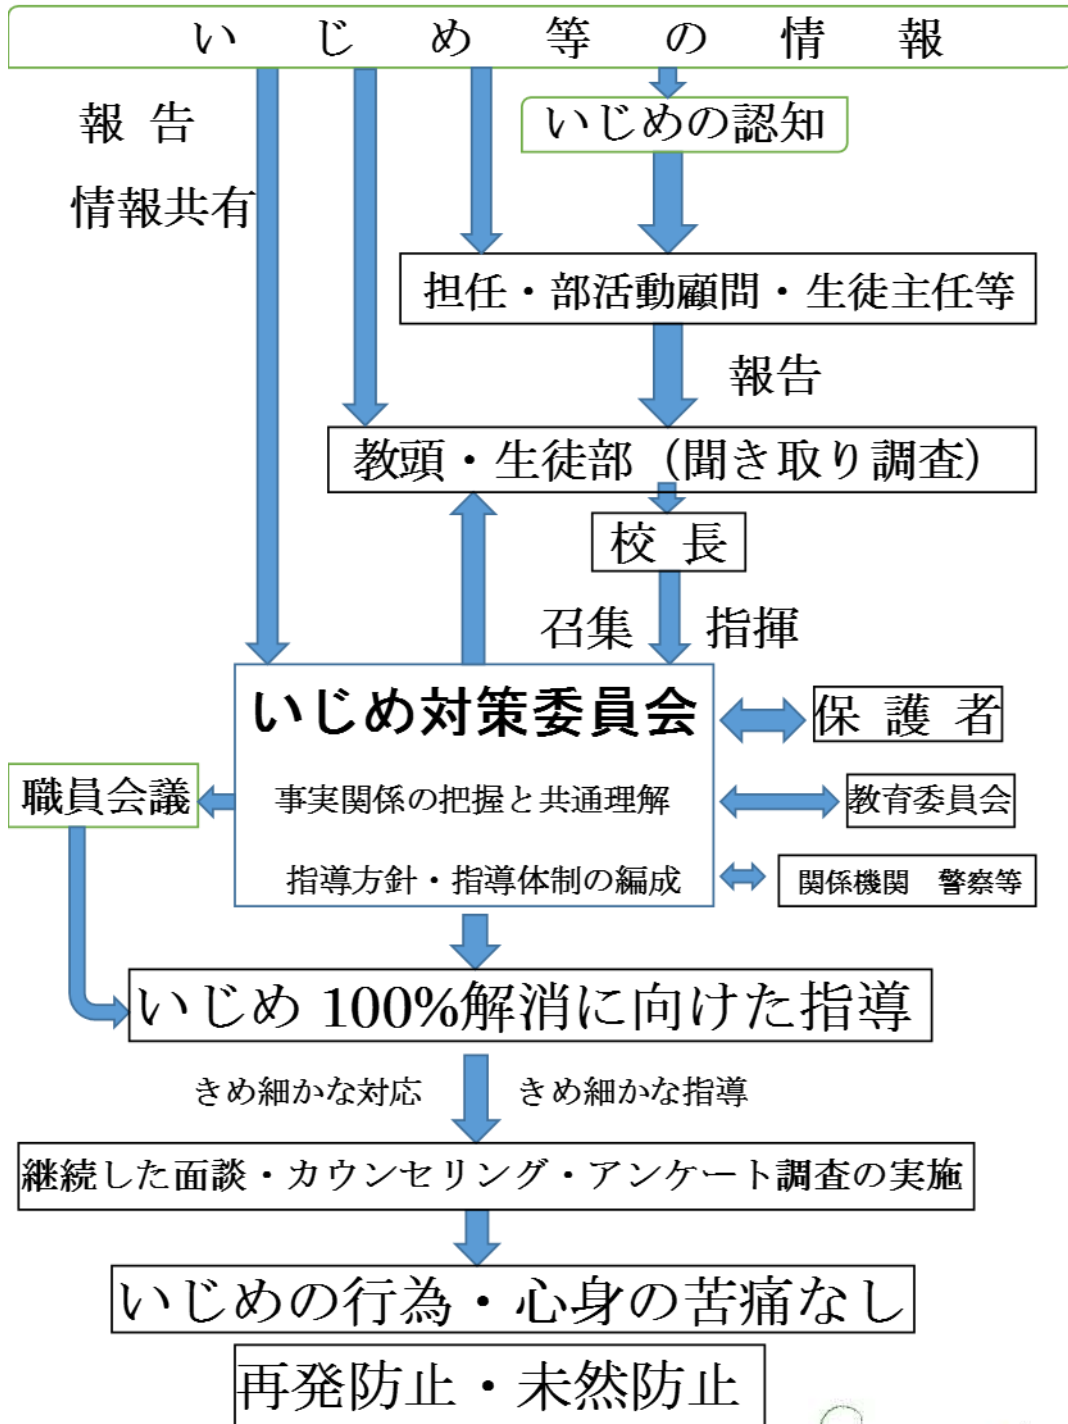 いじめ等の情報
報告
いじめの認知
情報共有
担任・部活動顧問・生徒主任等
報告
教頭・生徒部（聞き取り調査）
校長
召集 指揮
いじめ対策委員会
保護者
職員会議
事実関係の把握と共通理解
教育委員会
指導方針・指導体制の編成
関係機関 警察等
いじめ 100%解消に向けた指導
きめ細かな対応 きめ細かな指導
継続した面談・カウンセリング・アンケート調査の実施
いじめの行為・心身の苦痛なし
再発防止・未然防止